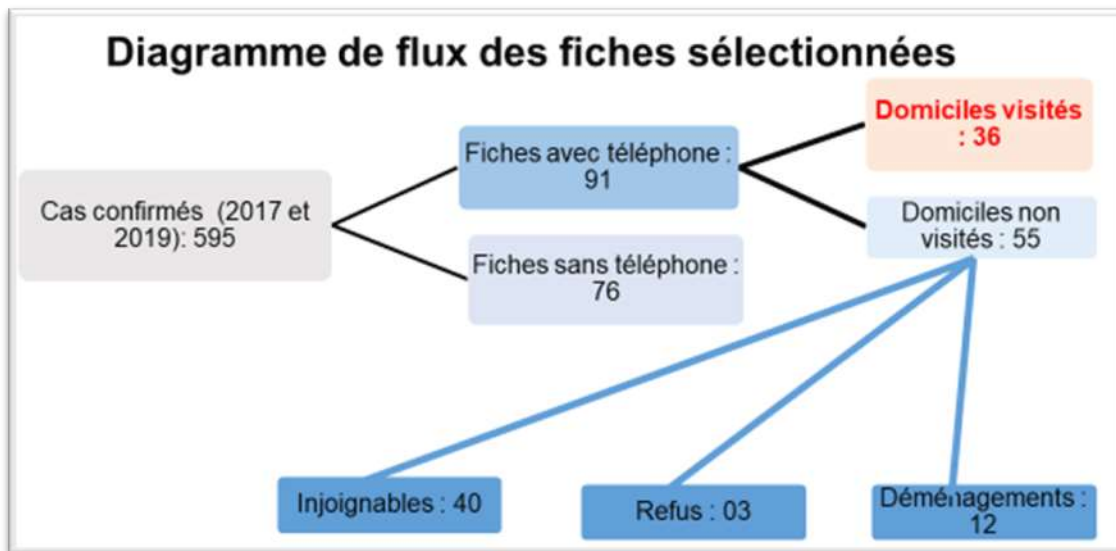 Diagramme de flux des fiches sélectionnées
Domiciles visités
: 36
Fiches avec téléphone :
91
Cas confirmés (2017 et
2019): 595
Domiciles non
visités : 55
Fiches sans téléphone :
76
Injoignables : 40
Refus : 03
Déménagements :
12